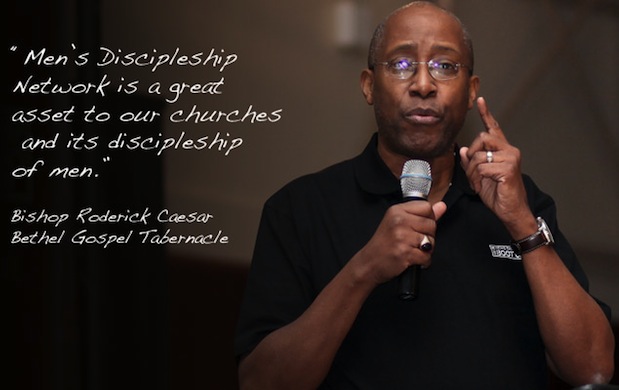 "Men's Discipleship
Network is a great
asset to our churches
and its discipleship
of men."
Bishop Roderick Caesar
Bethel Gospel Tabernacle
BOOT